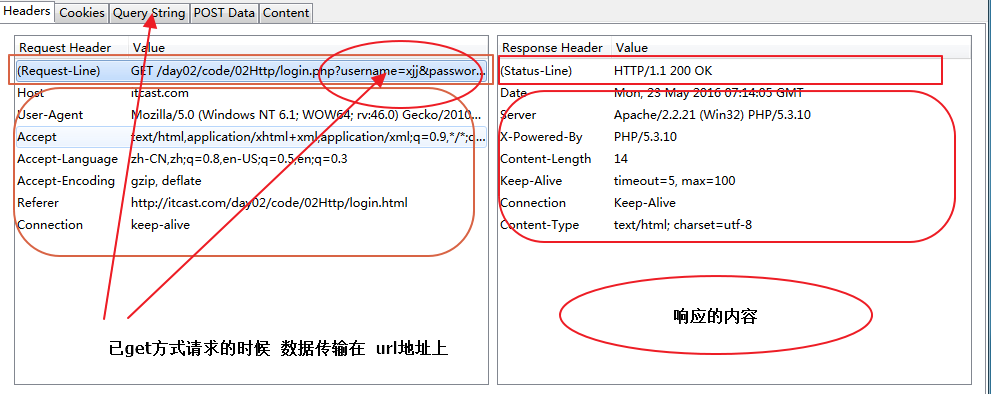 Headers Cookies Query String POST Data Content
Request Header Value
(Request-Line) GET /day02/code/02Http/login.php?username=xjj&passwor...
Host itcast.com
User-Agent Mozilla/5.0 (Windows NT 6.1; WOW64; rv:46.0) Gecko/2010...
Accept text/html,application/xhtml+xml,application/xml;q=0.9,*/*;q...
Accept-Language zh-CN,zh;q=0.8,en-US;q=0.5,en;q=0.3
Accept-Encoding gzip, deflate
Referer http://itcast.com/day02/code/02Http/login.html
Connection keep-alive
已get方式请求的时候 数据传输在 url地址上
Response Header Value
(Status-Line) HTTP/1.1 200 OK
Date Mon, 23 May 2016 07:14:05 GMT
Server Apache/2.2.21 (Win32) PHP/5.3.10
X-Powered-By PHP/5.3.10
Content-Length 14
Keep-Alive timeout=5, max=100
Connection Keep-Alive
Content-Type text/html; charset=utf-8
响应的内容